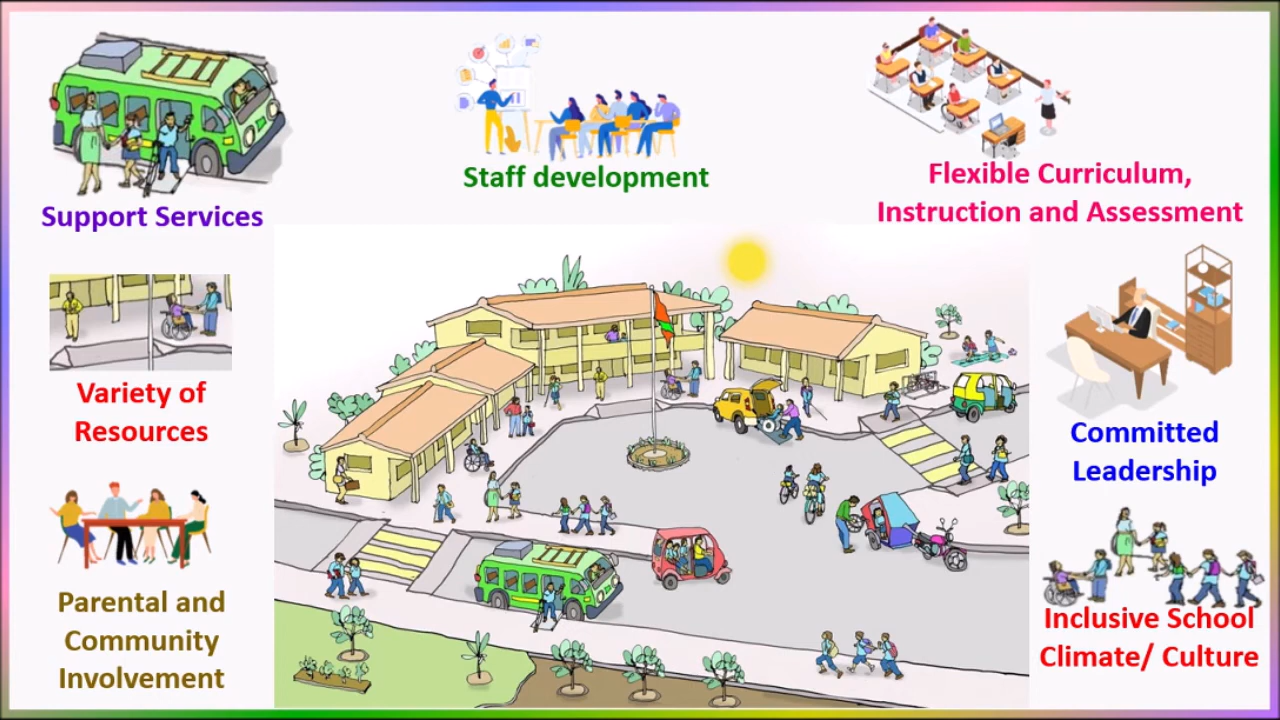 Support Services
Staff development
Flexible Curriculum,
Instruction and Assessment
Variety of
Resources
Committed
Leadership
Parental and
Community
Involvement
Inclusive School
Climate/ Culture